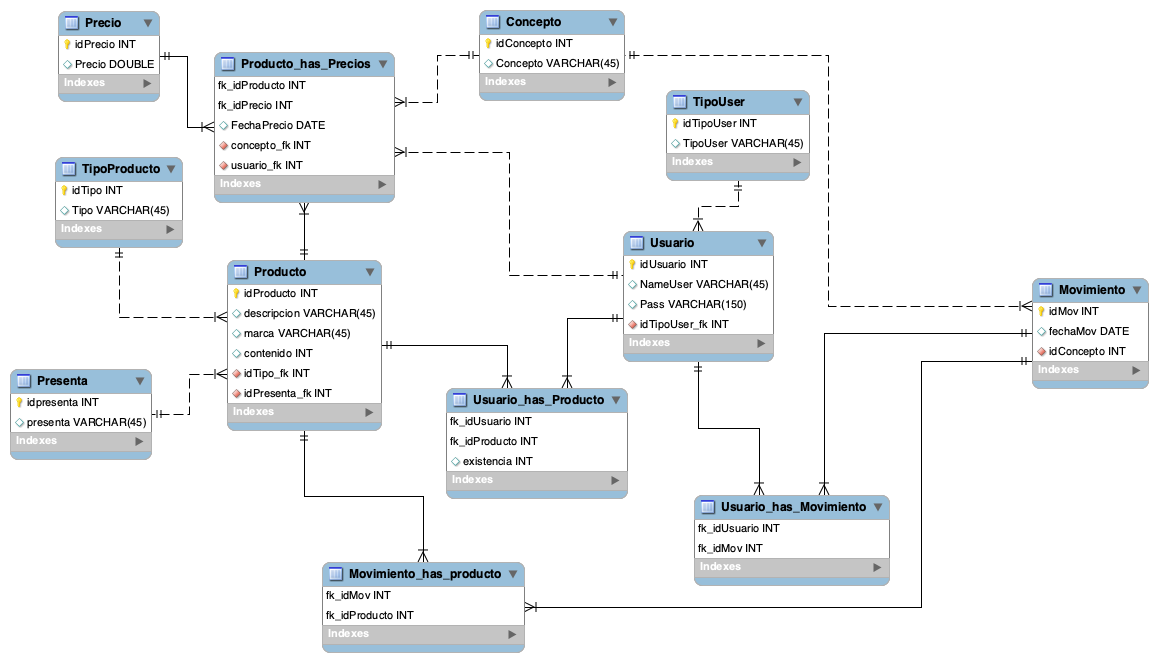 Precio
idPrecio INT
Precio DOUBLE
Indexes
Producto_has_Precios
fk_idProducto INT
fk_idPrecio INT
FechaPrecio DATE
concepto_fk INT
usuario_fk INT
Indexes
Concepto
idConcepto INT
Concepto VARCHAR(45)
Indexes
TipoUser
idTipoUser INT
TipoUser VARCHAR(45)
Indexes
TipoProducto
idTipo INT
Tipo VARCHAR(45)
Indexes
Usuario
idUsuario INT
NameUser VARCHAR(45)
Pass VARCHAR(150)
idTipoUser_fk INT
Indexes
Producto
idProducto INT
descripcion VARCHAR(45)
marca VARCHAR(45)
contenido INT
idTipo_fk INT
idPresenta_fk INT
Indexes
Movimiento
idMov INT
fechaMov DATE
idConcepto INT
Indexes
Presenta
idpresenta INT
presenta VARCHAR(45)
Indexes
Usuario_has_Producto
fk_idUsuario INT
fk_idProducto INT
existencia INT
Indexes
Usuario_has_Movimiento
fk_idUsuario INT
fk_idMov INT
Indexes
Movimiento_has_producto
fk_idMov INT
fk_idProducto INT
Indexes